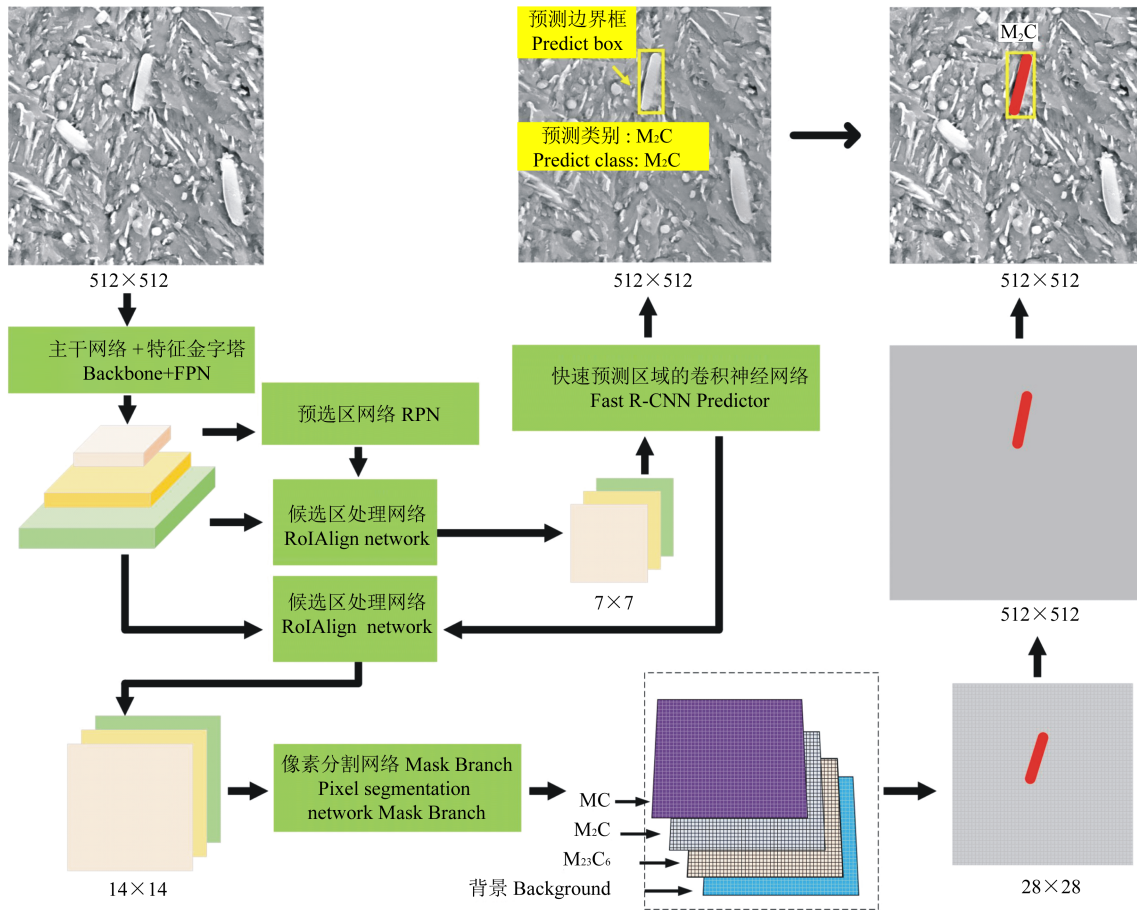 预测边界框
Predict box
预测类别 : M₂C
Predict class: M₂C
M₂C
512×512
512×512
512×512
主干网络 + 特征金字塔
Backbone+FPN
预选区网络 RPN
快速预测区域的卷积神经网络
Fast R-CNN Predictor
候选区处理网络
RoIAlign network
7×7
候选区处理网络
RoIAlign network
512×512
像素分割网络 Mask Branch
Pixel segmentation
network Mask Branch
MC
M₂C
M₂₃C₆
背景 Background
14×14
28×28